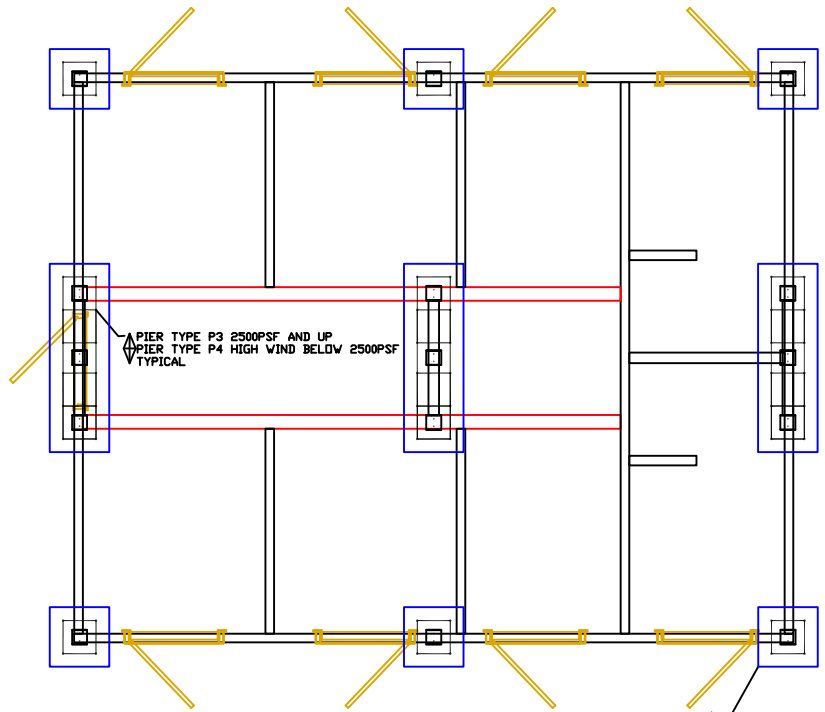 PIER TYPE P3 2500PSF AND UP
PIER TYPE P4 HIGH WIND BELOW 2500PSF
TYPICAL